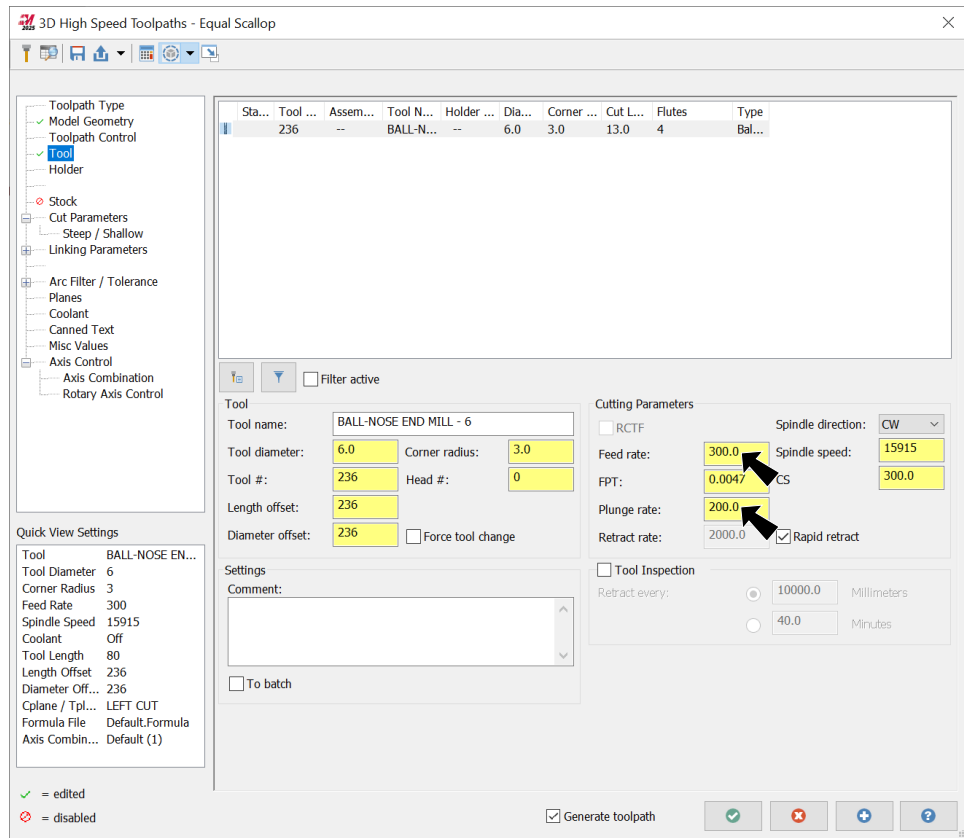 3D High Speed Toolpaths - Equal Scallop
Toolpath Type
Model Geometry
Toolpath Control
Tool
Holder
Stock
Cut Parameters
Steep / Shallow
Linking Parameters
Arc Filter / Tolerance
Planes
Coolant
Canned Text
Misc Values
Axis Control
Axis Combination
Rotary Axis Control
Quick View Settings
Tool BALL-NOSE EN...
Tool Diameter 6
Corner Radius 3
Feed Rate 300
Spindle Speed 15915
Coolant Off
Tool Length 80
Length Offset 236
Diameter Off... 236
Cplane / Tpl... LEFT CUT
Formula File Default.Formula
Axis Combin... Default (1)
= edited
= disabled
Sta... Tool ... Assem... Tool N... Holder ... Dia... Corner ... Cut L... Flutes Type
236 -- BALL-N... -- 6.0 3.0 13.0 4 Bal...
Filter active
Tool
Tool name: BALL-NOSE END MILL - 6
Tool diameter: 6.0 Corner radius: 3.0
Tool #: 236 Head #: 0
Length offset: 236
Diameter offset: 236 Force tool change
Settings
Comment:
To batch
Cutting Parameters
RCTF Spindle direction: CW
Feed rate: 300.0 Spindle speed: 15915
FPT: 0.0047 CS 300.0
Plunge rate: 200.0
Retract rate: 2000.0 Rapid retract
Tool Inspection
Retract every: 10000.0 Millimeters
40.0 Minutes
Generate toolpath